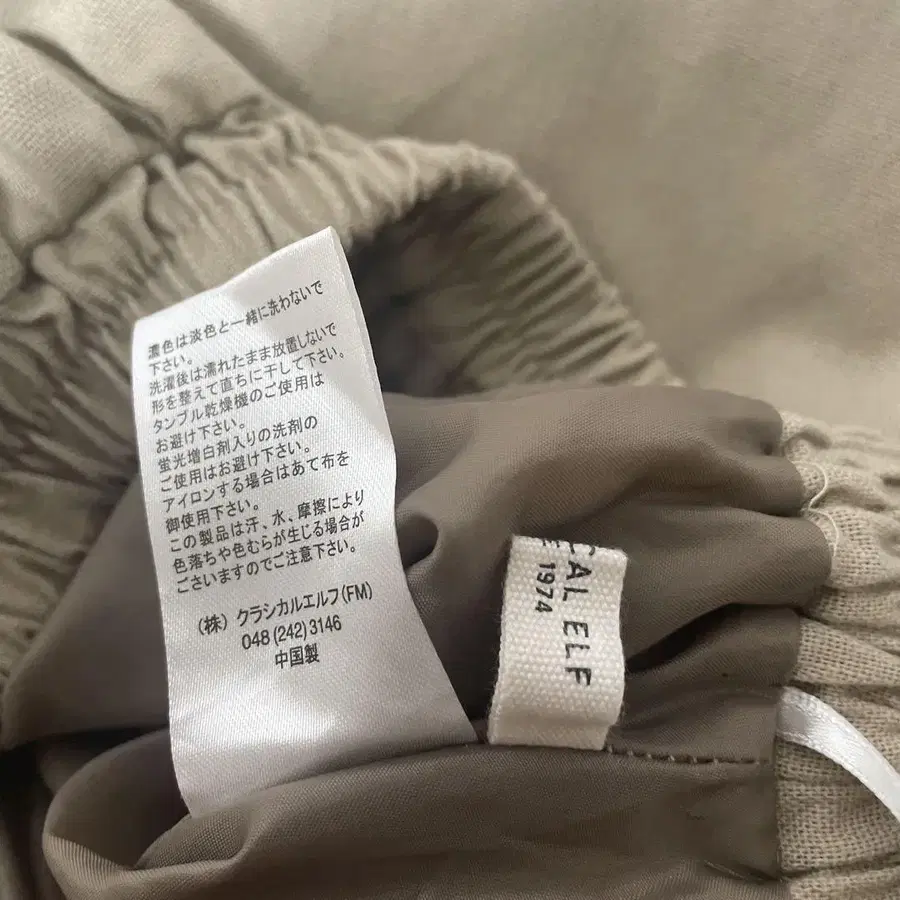 濃色は淡色と一緒に洗わないで
下さい。
洗濯後は濡れたまま放置しないで
形を整えて直ちに干して下さい。
タンブル乾燥機のご使用は
お避け下さい。
蛍光増白剤入りの洗剤の
ご使用はお避け下さい。
アイロンする場合はあて布を
御使用下さい。
この製品は汗、水、摩擦により
色落ちや色むらが生じる場合が
ございますのでご注意下さい。
(株) クラシカルエルフ(FM)
048(242)3146
中国製
CAL ELF
E 1974